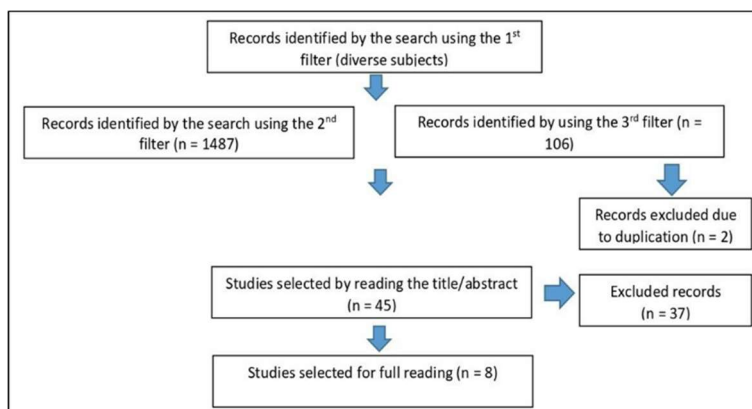 Records identified by the search using the 1st
filter (diverse subjects)
Records identified by the search using the 2nd
filter (n = 1487)
Records identified by using the 3rd filter (n =
106)
Records excluded due
to duplication (n = 2)
Studies selected by reading the title/abstract
(n = 45)
Excluded records
(n = 37)
Studies selected for full reading (n = 8)